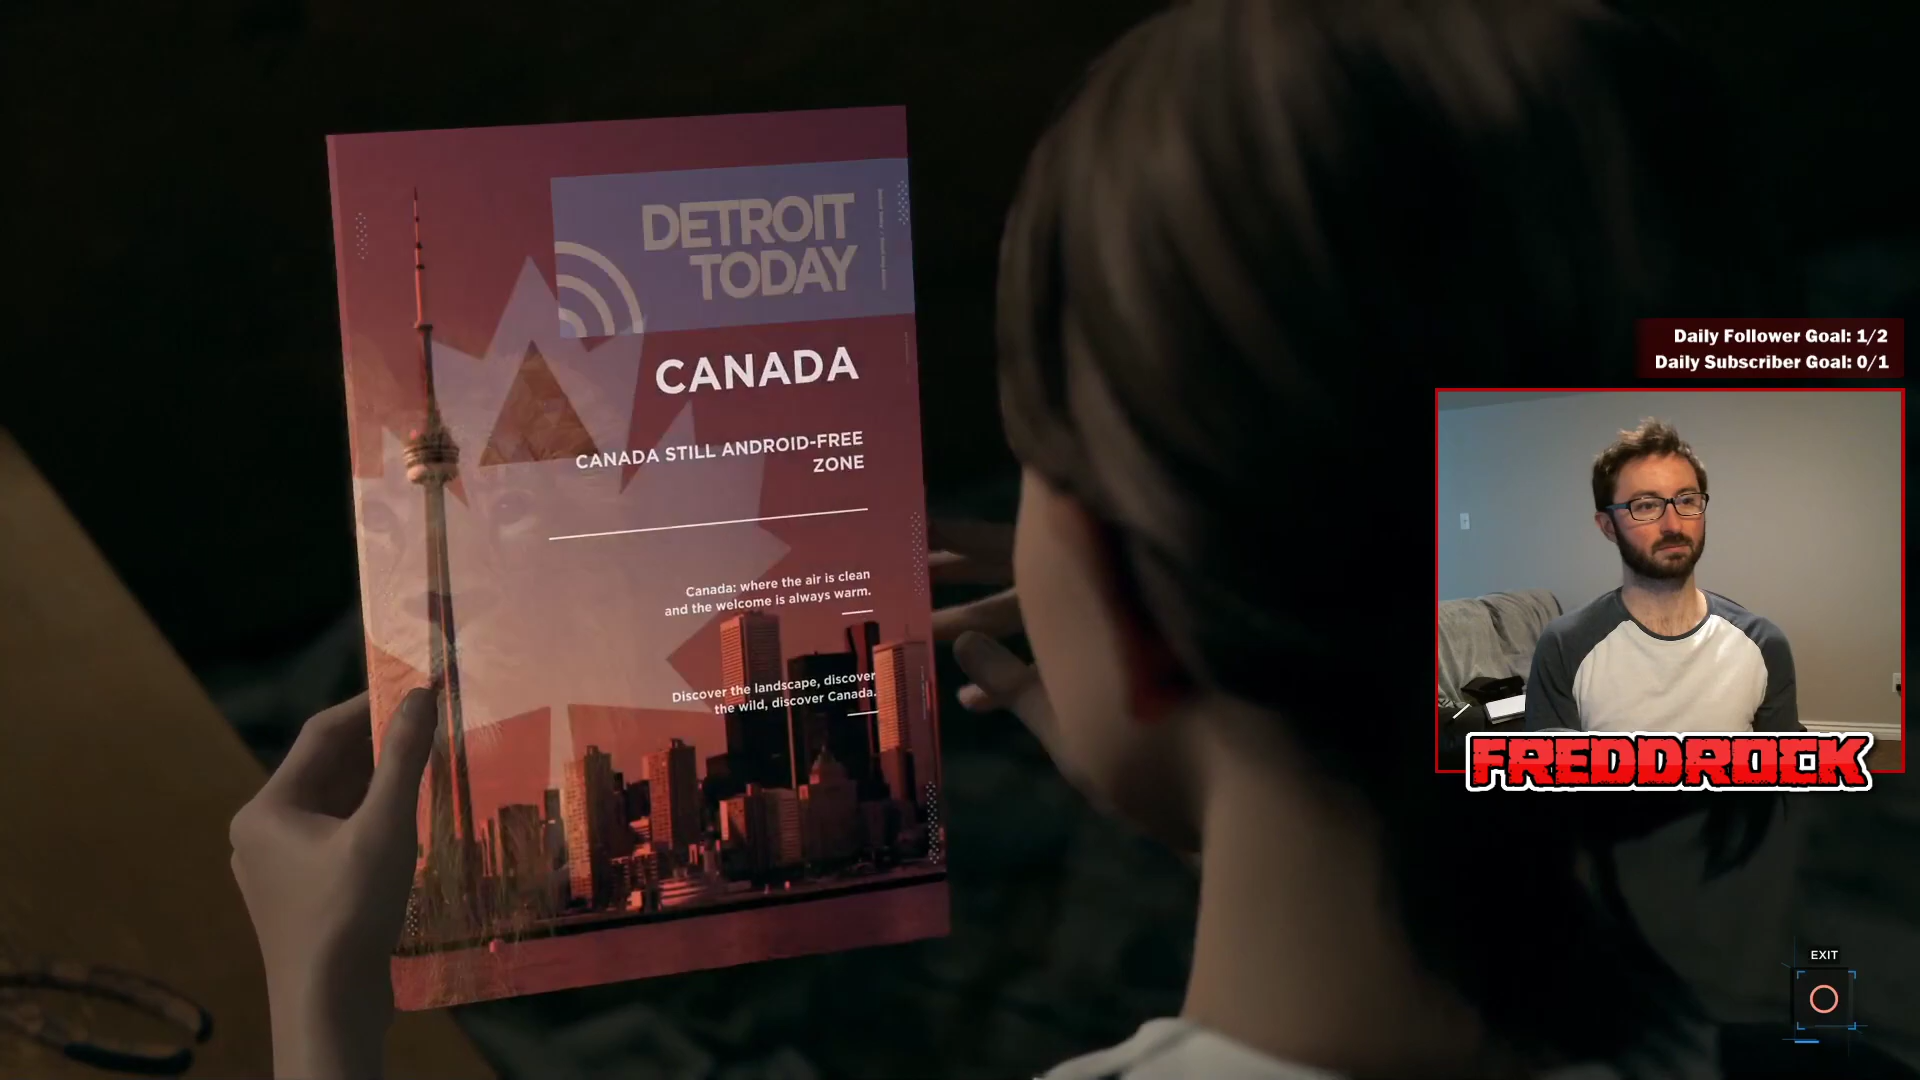 DETROIT
TODAY
CANADA
CANADA STILL ANDROID-FREE
ZONE
Canada: where the air is clean
and the welcome is always warm.
Discover the landscape, discover
the wild, discover Canada.
Daily Follower Goal: 1/2
Daily Subscriber Goal: 0/1
FREDDROCK
EXIT